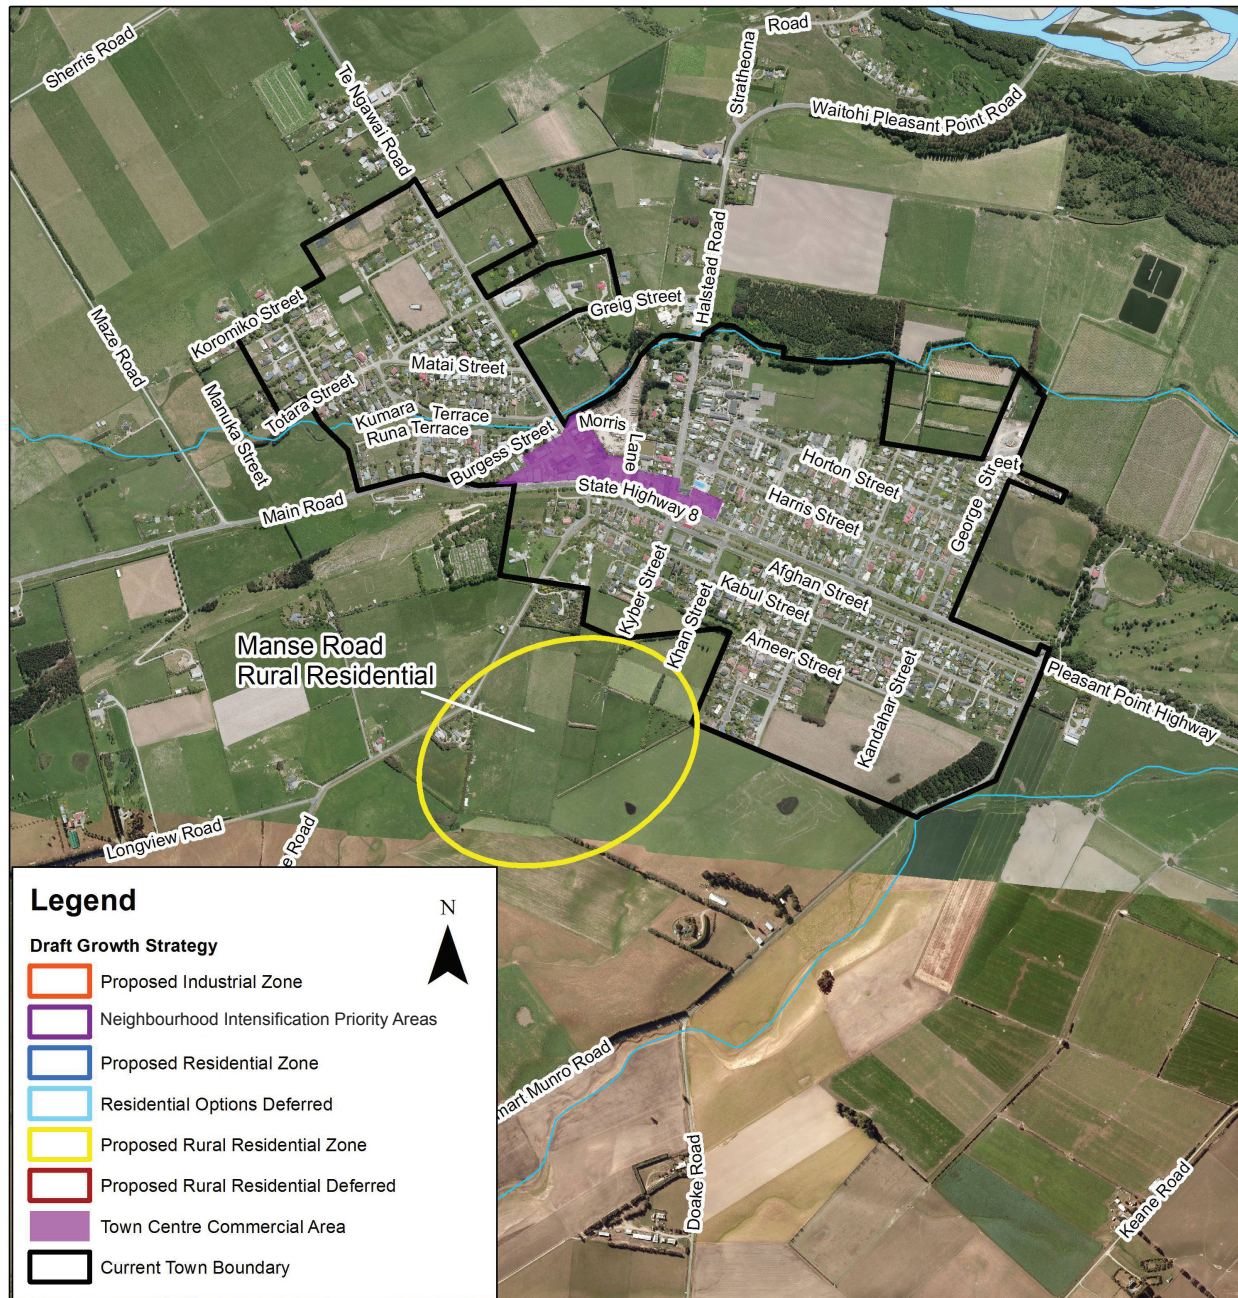 Sherris Road
Te Ngawai Road
Stratheona
Road
Waitohi Pleasant Point Road
Halstead Road
Greig Street
Koromiko Street
Maze Road
Matai Street
Manuka Street
Totara Street
Kumara
Terrace
Runa Terrace
Burgess Street
Morris
Lane
Horton Street
Main Road
State Highway 8
Harris Street
George Street
Kyber Street
Khan Street
Afghan Street
Kabul Street
Ameer Street
Kandahar Street
Pleasant Point Highway
Manse Road
Rural Residential
Longview Road
e Road
mart Munro Road
Doake Road
Keane Road
Legend
N
Draft Growth Strategy
Proposed Industrial Zone
Neighbourhood Intensification Priority Areas
Proposed Residential Zone
Residential Options Deferred
Proposed Rural Residential Zone
Proposed Rural Residential Deferred
Town Centre Commercial Area
Current Town Boundary